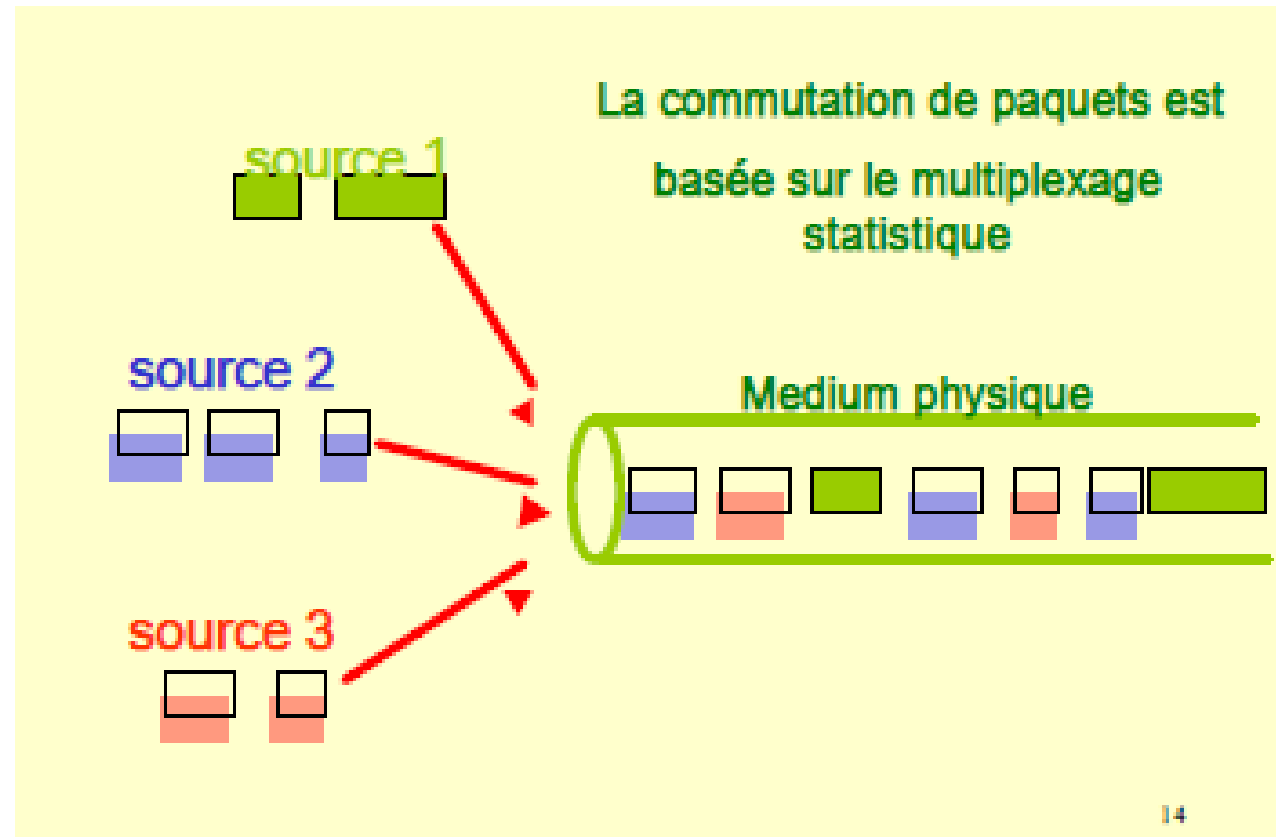 La commutation de paquets est
basée sur le multiplexage
statistique
source 1
source 2
Medium physique
source 3
14